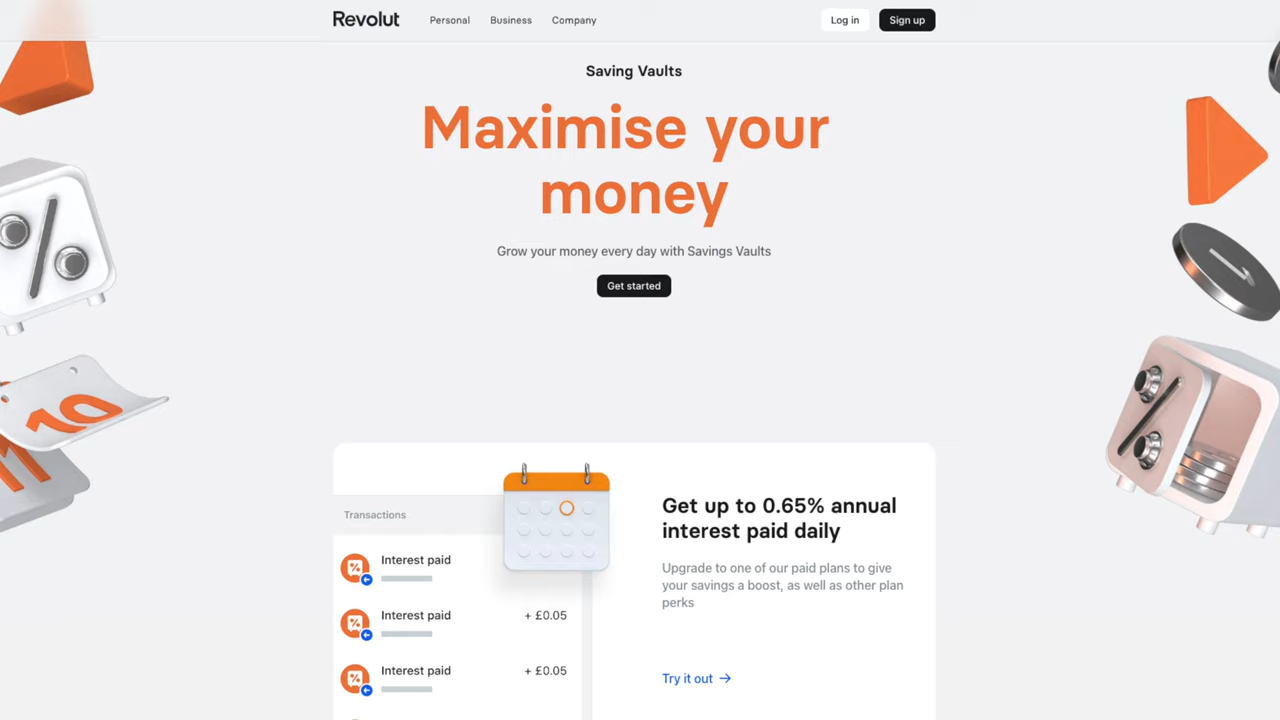 Revolut
Personal
Business
Company
Log in
Sign up
Saving Vaults
Maximise your
money
Grow your money every day with Savings Vaults
Get started
10
11
Transactions
Interest paid
Interest paid
+ £0.05
Interest paid
+ £0.05
Get up to 0.65% annual
interest paid daily
Upgrade to one of our paid plans to give
your savings a boost, as well as other plan
perks
Try it out →